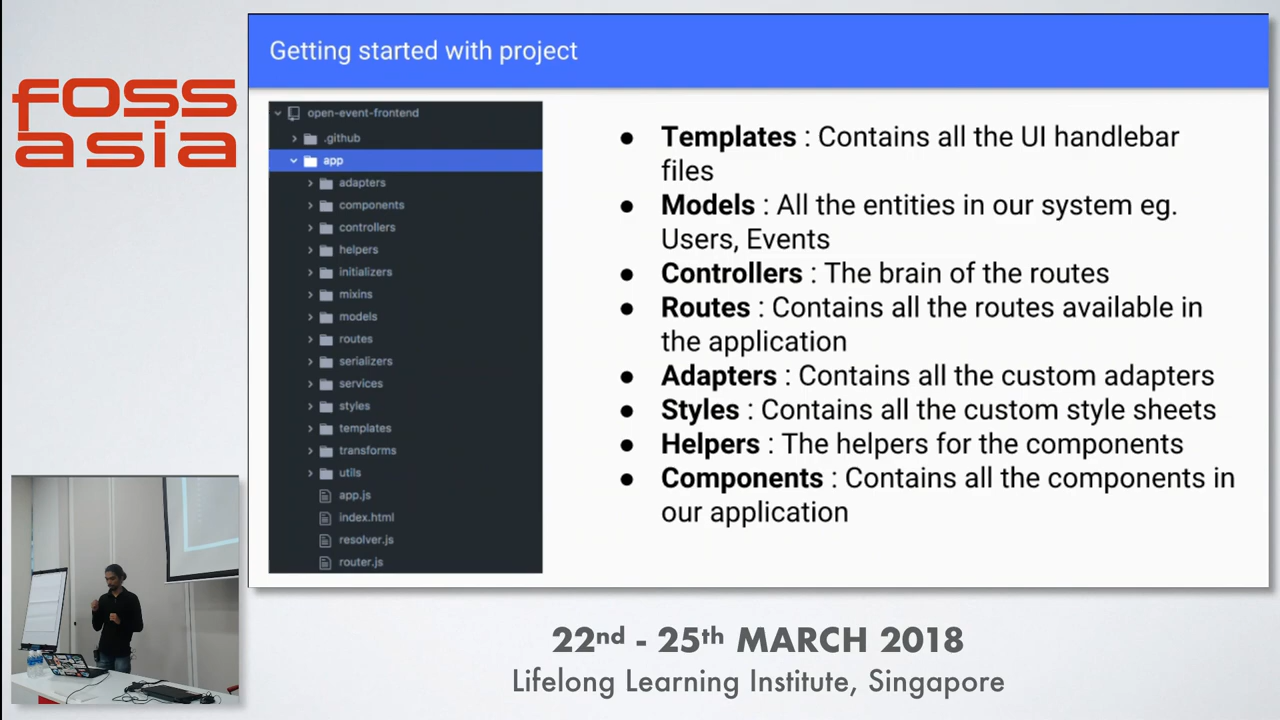 fOSS
asia
Getting started with project
open-event-frontend
.github
app
adapters
components
controllers
helpers
initializers
mixins
models
routes
serializers
services
styles
templates
transforms
utils
app.js
index.html
resolver.js
router.js
● Templates : Contains all the UI handlebar
files
● Models : All the entities in our system eg.
Users, Events
● Controllers : The brain of the routes
● Routes : Contains all the routes available in
the application
● Adapters : Contains all the custom adapters
● Styles : Contains all the custom style sheets
● Helpers : The helpers for the components
● Components : Contains all the components in
our application
22nd - 25th MARCH 2018
Lifelong Learning Institute, Singapore